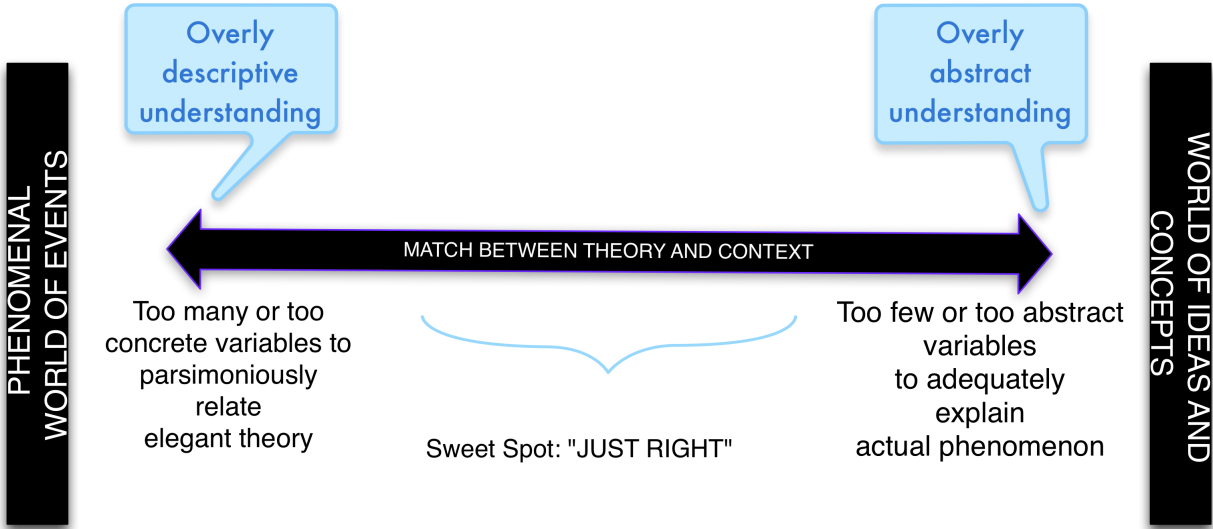 Overly
descriptive
understanding
Overly
abstract
understanding
PHENOMENAL
WORLD OF EVENTS
MATCH BETWEEN THEORY AND CONTEXT
WORLD OF IDEAS AND
CONCEPTS
Too many or too
concrete variables to
parsimoniously
relate
elegant theory
Sweet Spot: "JUST RIGHT"
Too few or too abstract
variables
to adequately
explain
actual phenomenon